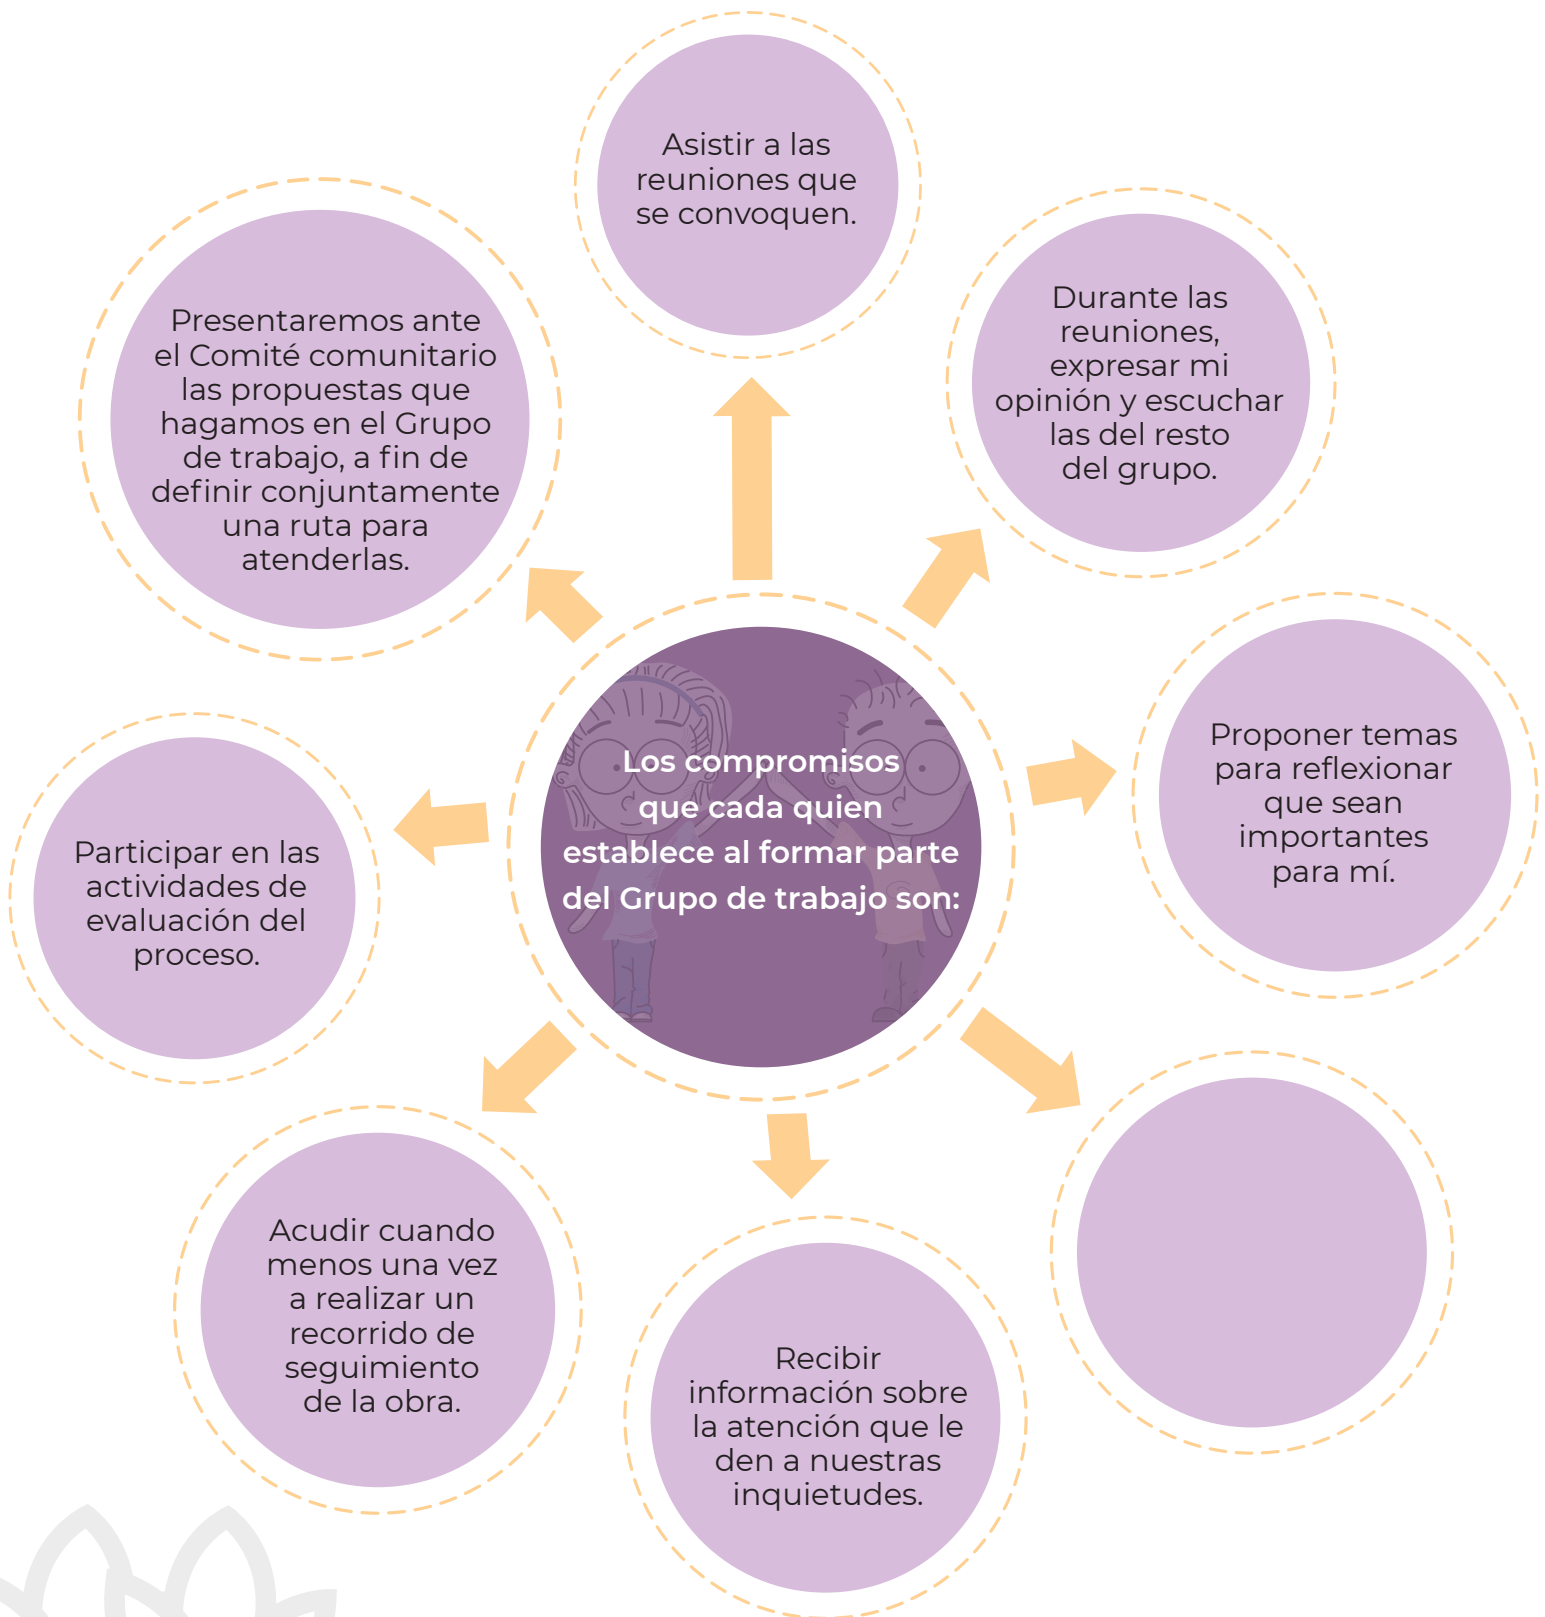 Asistir a las
reuniones que
se convoquen.
Durante las
reuniones,
expresar mi
opinión y escuchar
las del resto
del grupo.
Presentaremos ante
el Comité comunitario
las propuestas que
hagamos en el Grupo
de trabajo, a fin de
definir conjuntamente
una ruta para
atenderlas.
Los compromisos
que cada quien
establece al formar parte
del Grupo de trabajo son:
Proponer temas
para reflexionar
que sean
importantes
para mí.
Participar en las
actividades de
evaluación del
proceso.
Acudir cuando
menos una vez
a realizar un
recorrido de
seguimiento
de la obra.
Recibir
información sobre
la atención que le
den a nuestras
inquietudes.